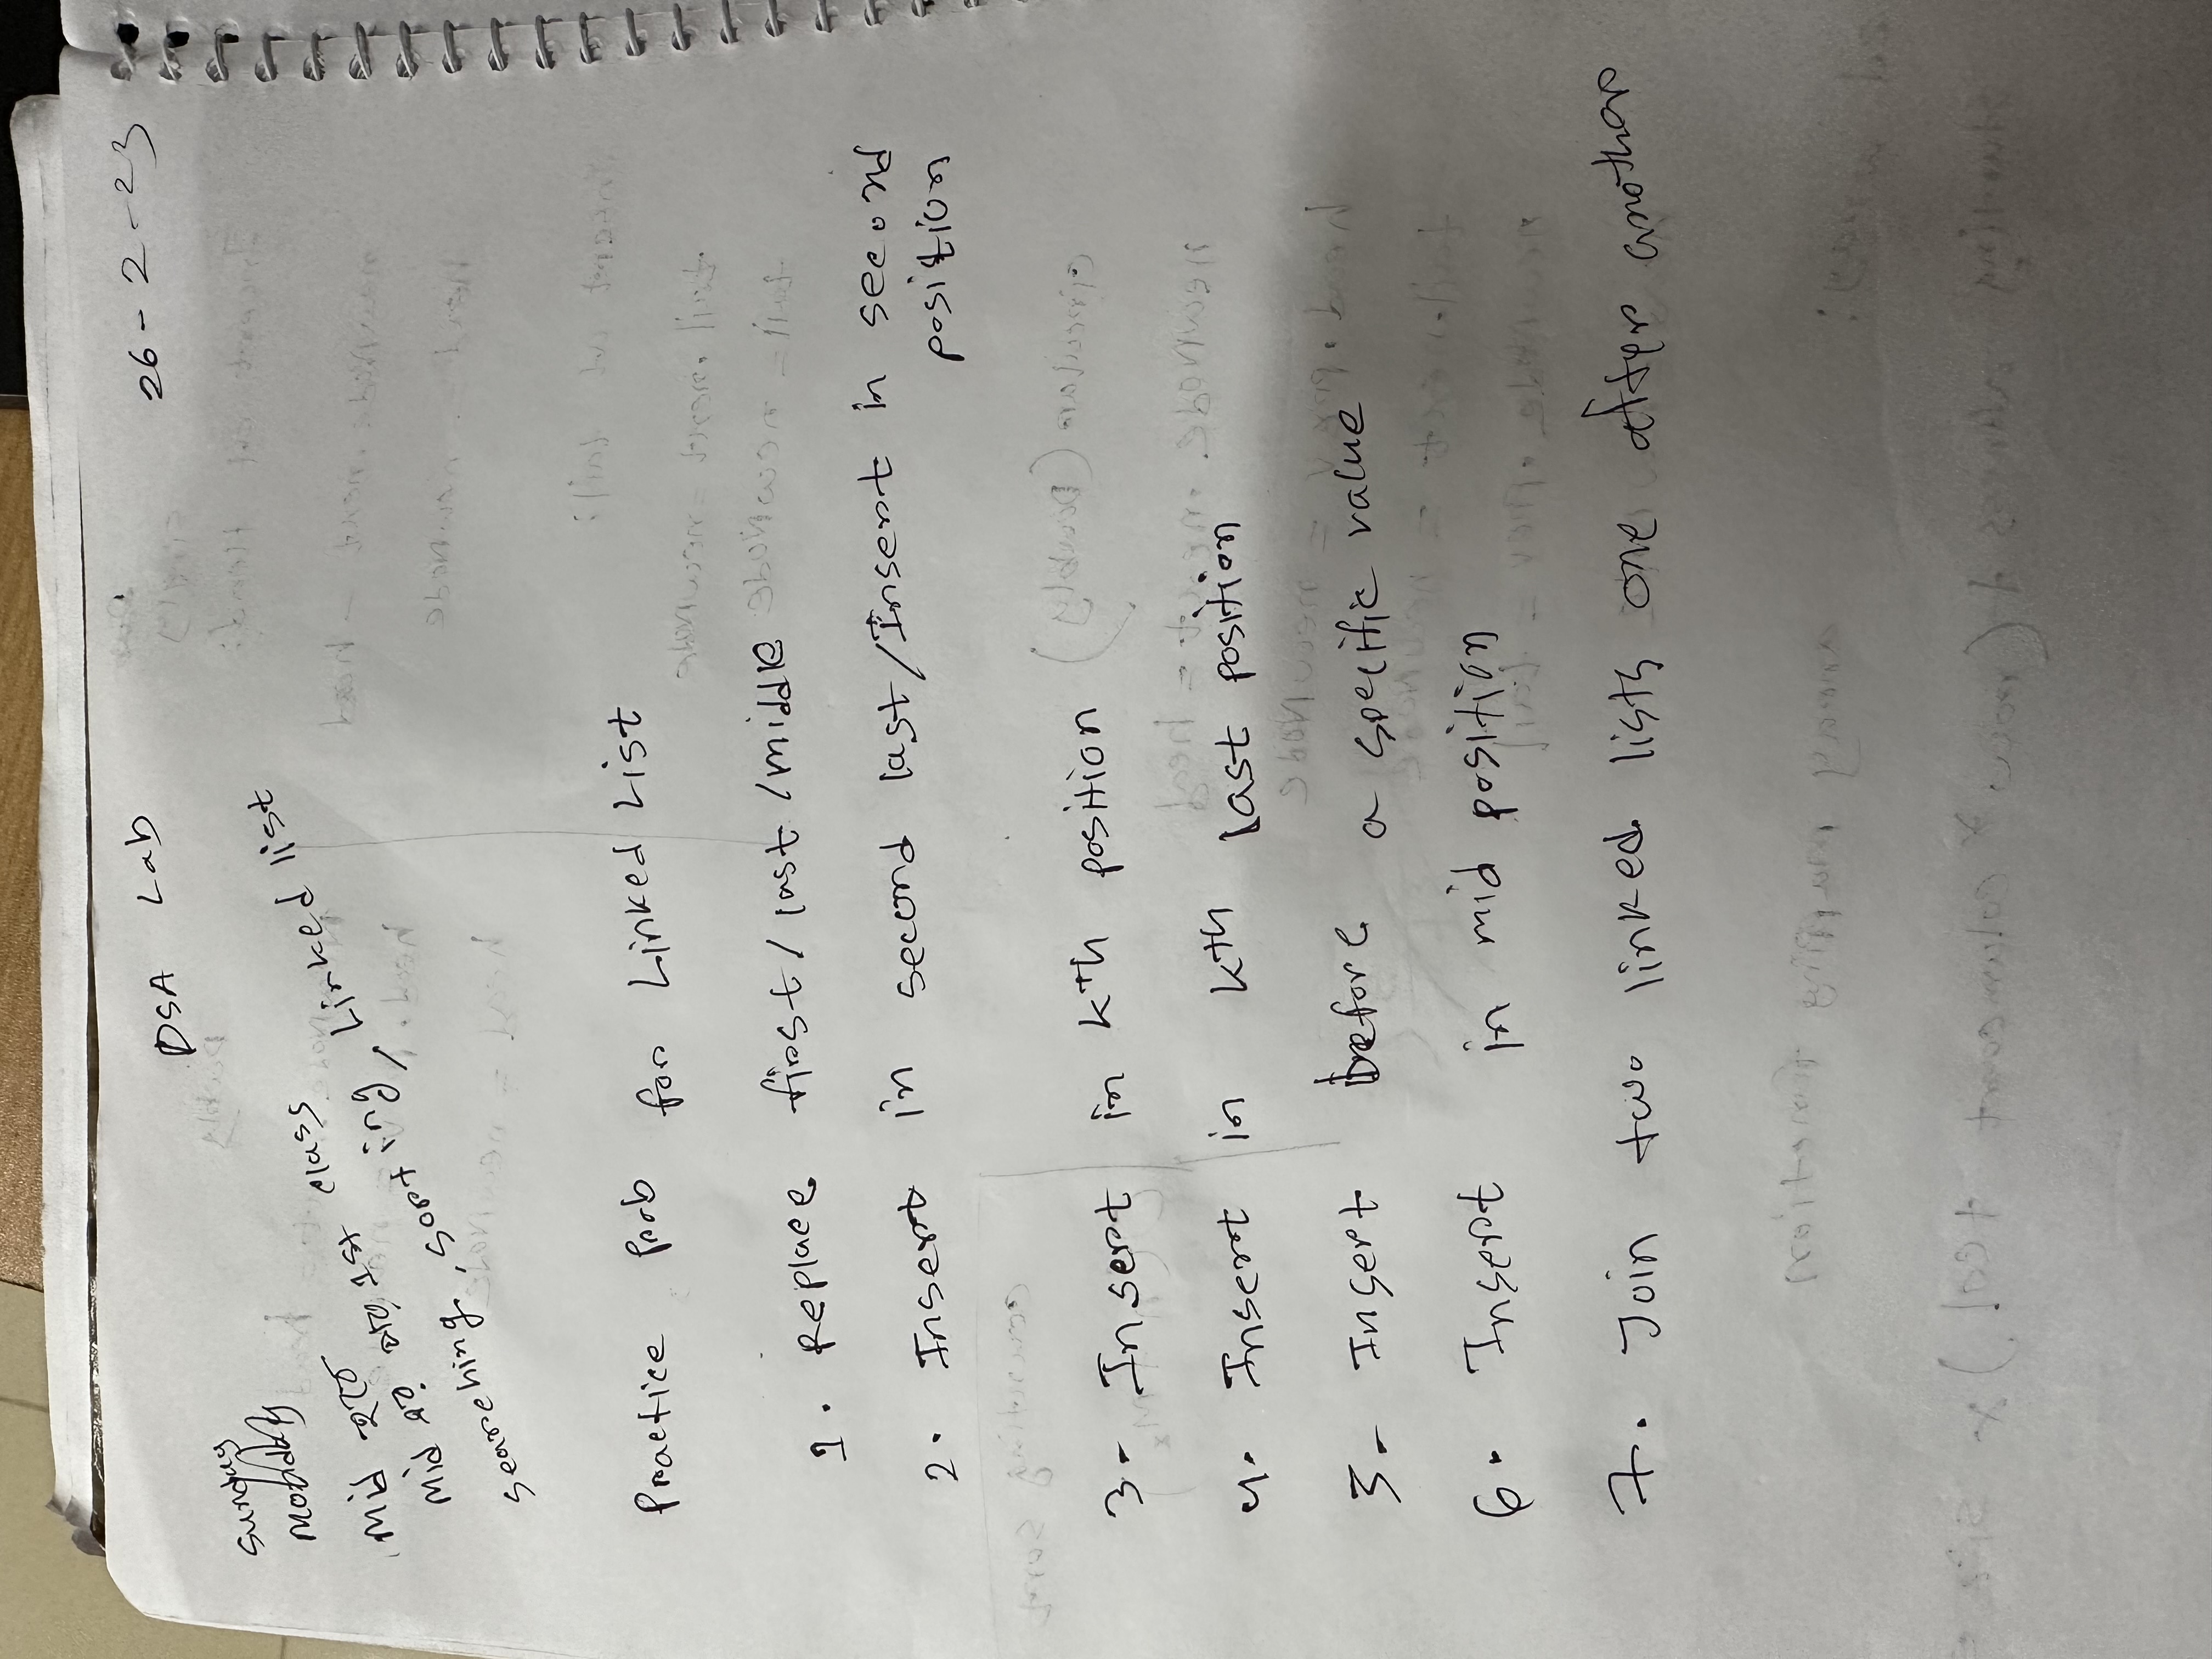 DSA Lab
26-2-23
Sunday
Monday
Mid হবে
Mid এর পরে 1st class
searching, sorting, Linked list
Practice Prob for Linked List
1. Replace first/last/middle
2. Insert in second last/Insert in second
position
3- Insert in kth position
4. Insert in kth last position
5- Insert before a specific value
6. Insert in mid position
7. Join two linked lists one after another